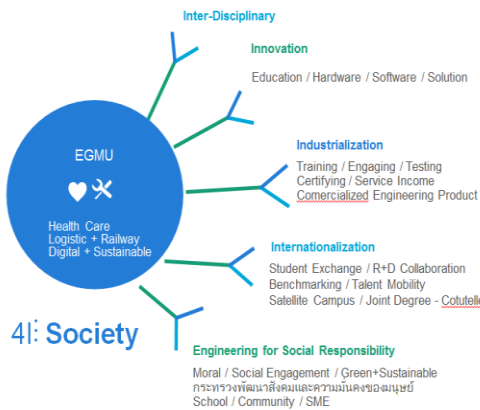 Inter-Disciplinary
Innovation
Education / Hardware / Software / Solution
EGMU
Health Care
Logistic + Railway
Digital + Sustainable
Industrialization
Training / Engaging / Testing
Certifying / Service Income
Comercialized Engineering Product
Internationalization
Student Exchange / R+D Collaboration
Benchmarking / Talent Mobility
Satellite Campus / Joint Degree - Cotutelle
4I: Society
Engineering for Social Responsibility
Moral / Social Engagement / Green+Sustainable
กระทรวงพัฒนาสังคมและความมั่นคงของมนุษย์
School / Community / SME